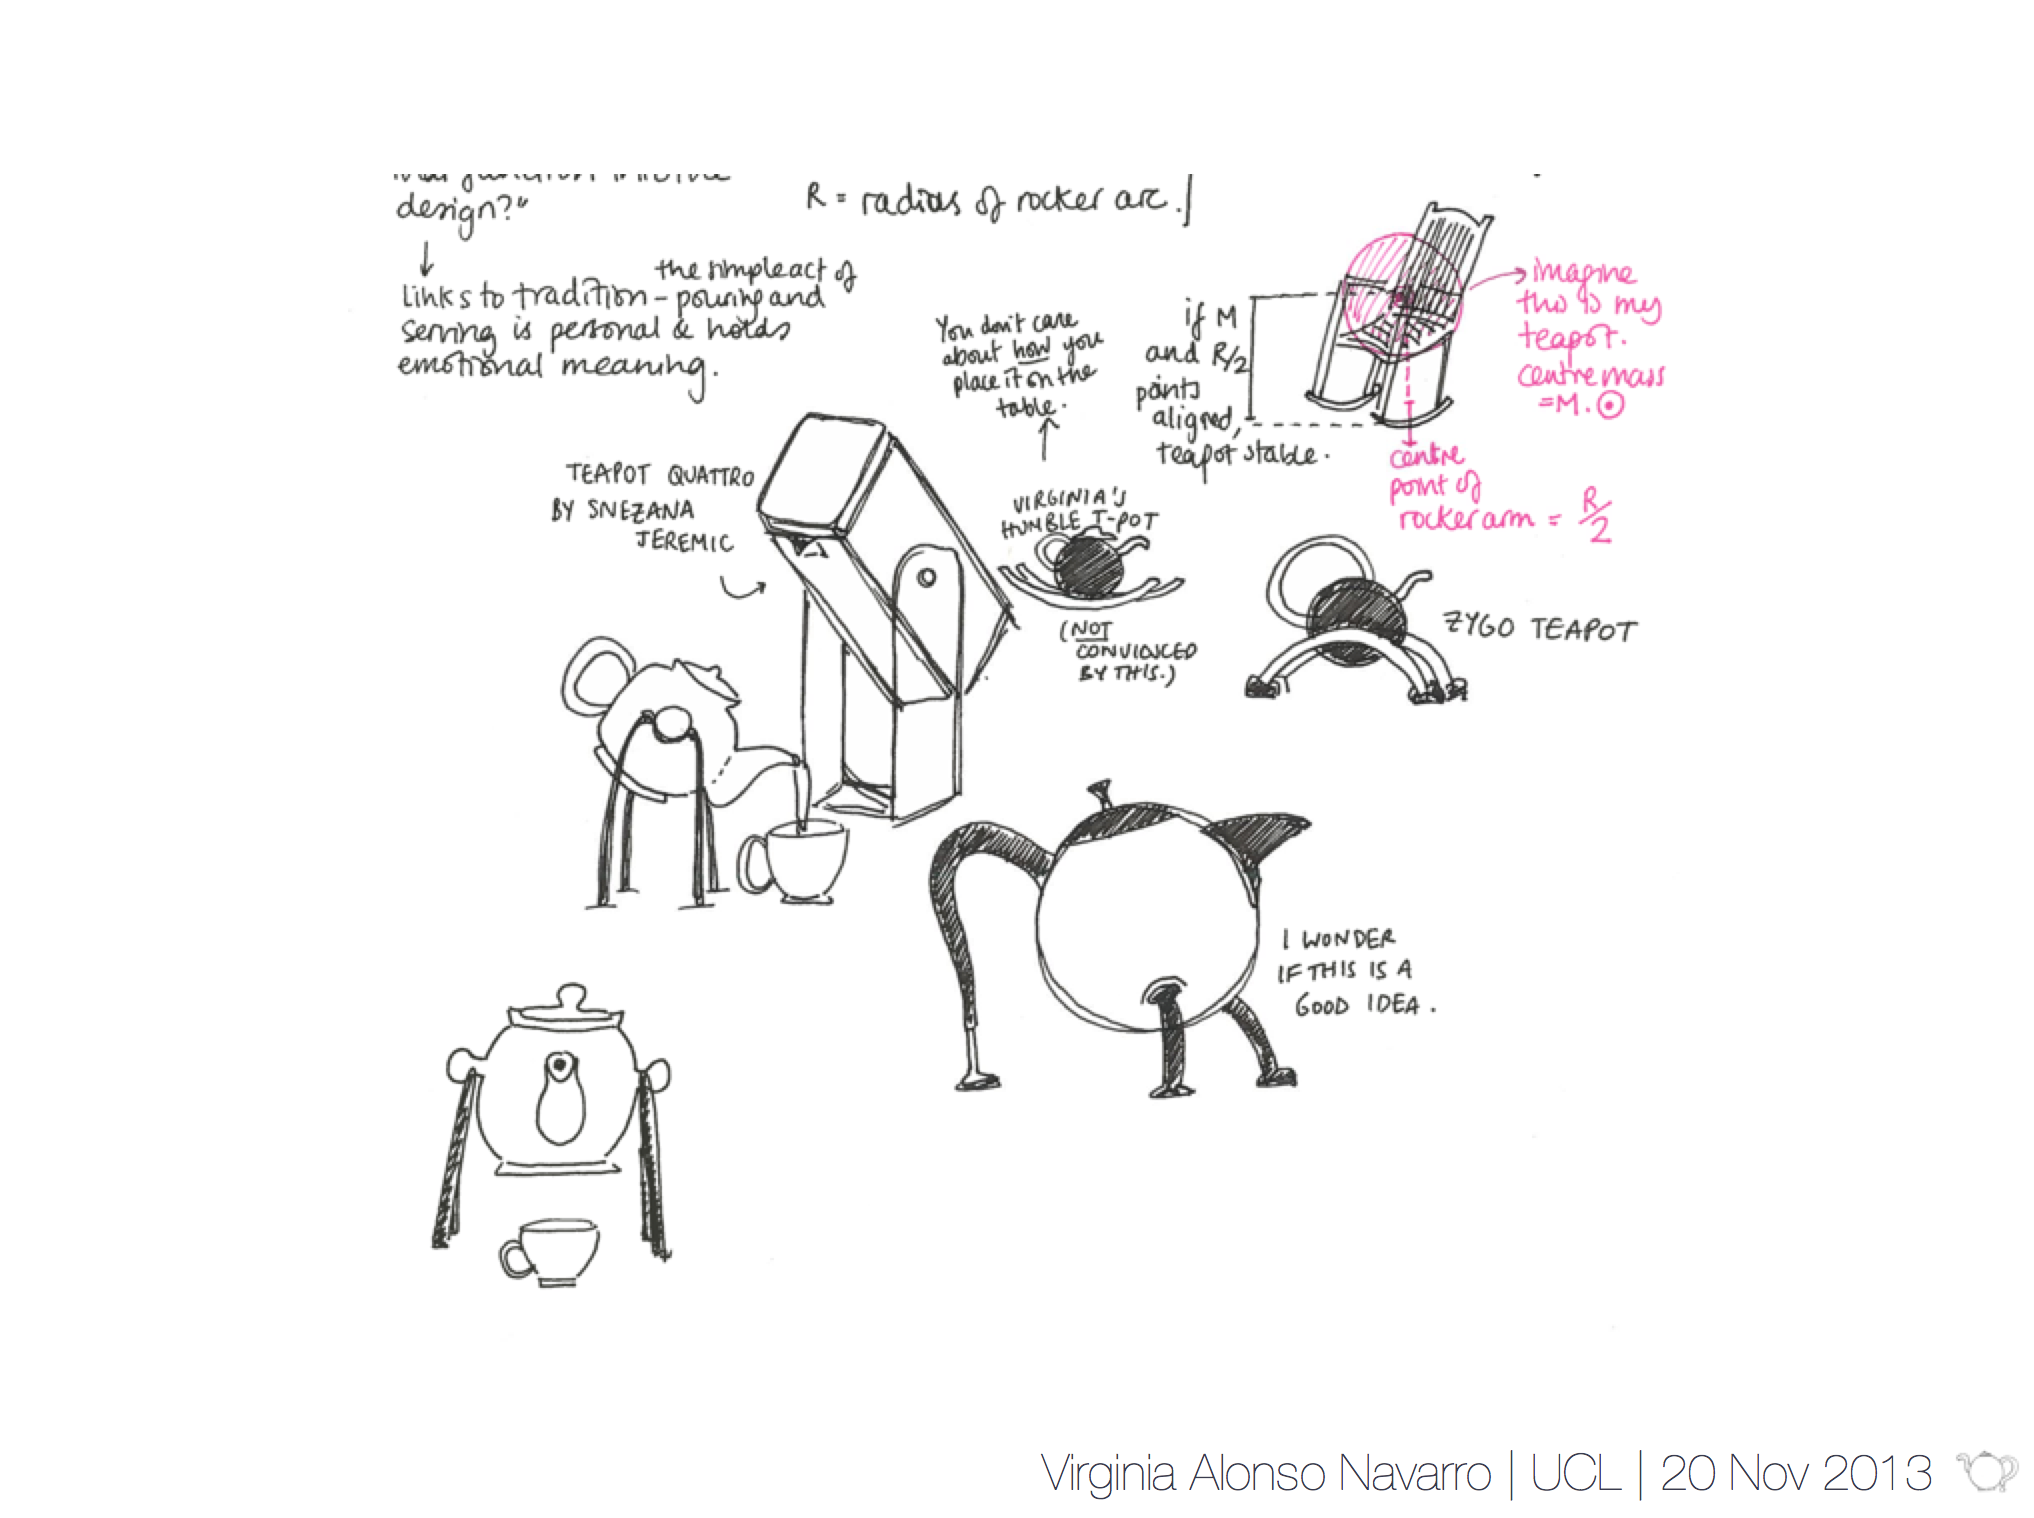 design?"
↓
links to tradition - the simple act of
pouring and
serving is personal & holds
emotional meaning.
R = radius of rocker arc.
You don't care
about how you
place it on the
table.
if M
and R/2
points
aligned,
teapot stable.
imagine
this is my
teapot.
centre mass
=M.
centre
point of
rocker arm = R/2
TEAPOT QUATTRO
BY SNEZANA
JEREMIC
VIRGINIA'S
HUMBLE T-POT
(NOT
CONVINCED
BY THIS.)
ZYGO TEAPOT
I WONDER
IF THIS IS A
GOOD IDEA.
Virginia Alonso Navarro | UCL | 20 Nov 2013